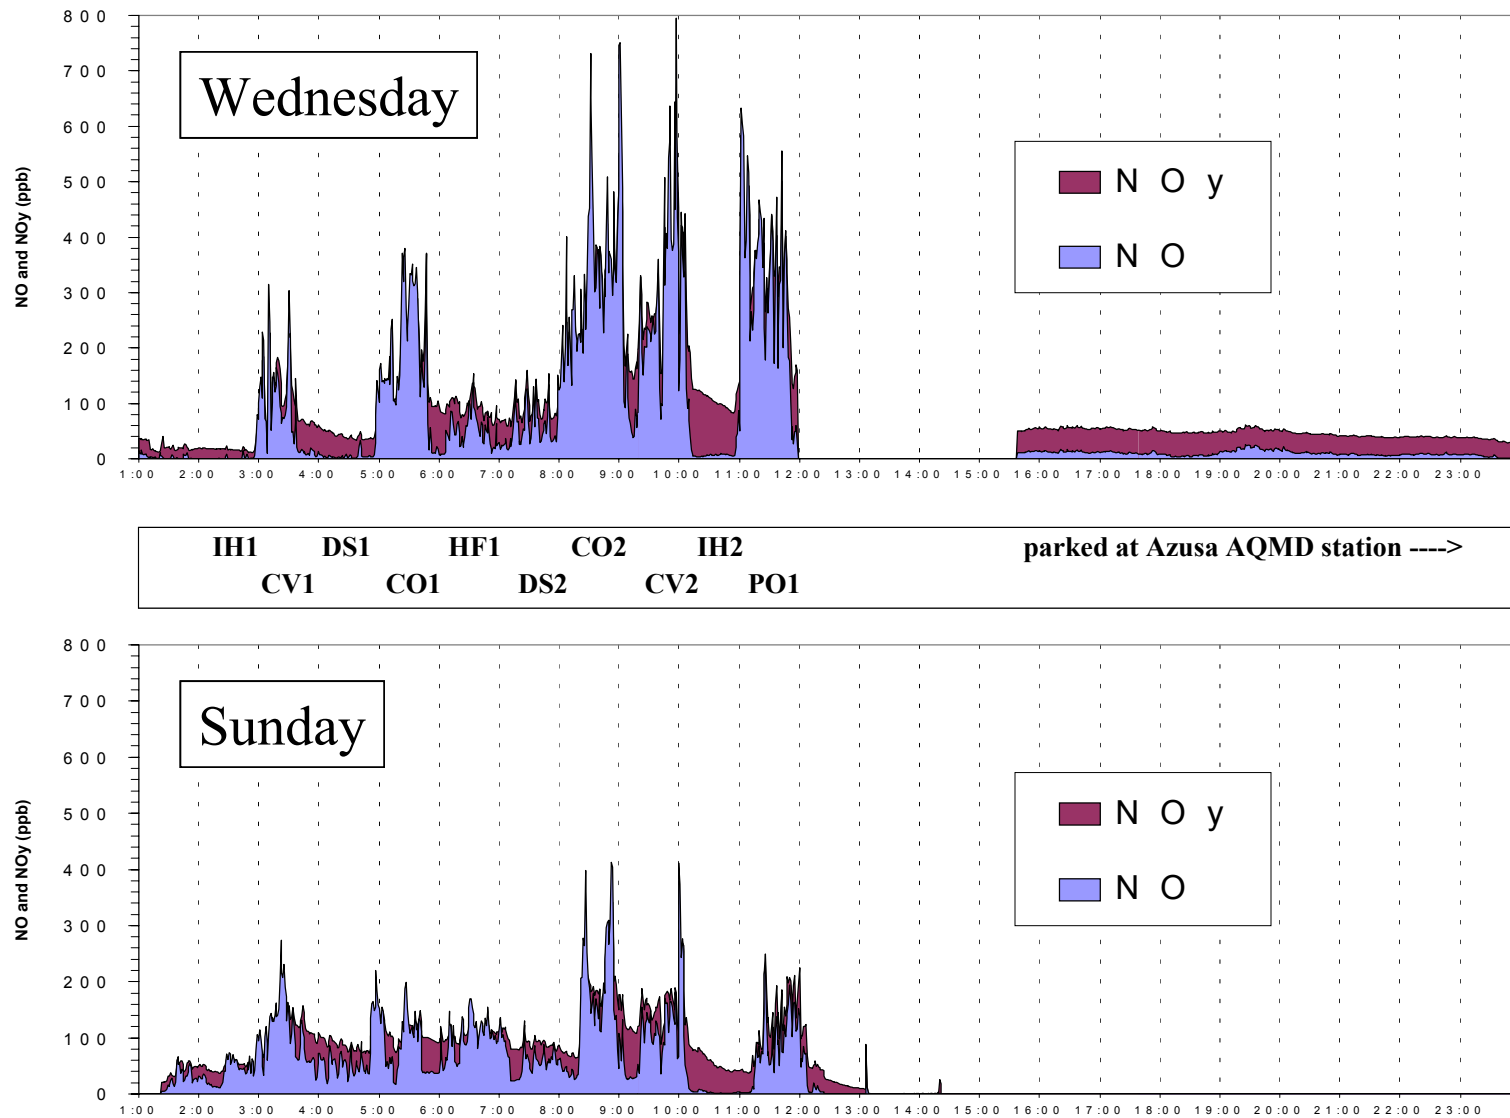 800
Wednesday
700
600
500
400
300
200
100
0
NO and NOy (ppb)
NOy
NO
1:00 2:00 3:00 4:00 5:00 6:00 7:00 8:00 9:00 10:00 11:00 12:00 13:00 14:00 15:00 16:00 17:00 18:00 19:00 20:00 21:00 22:00 23:00
IH1 DS1 HF1 CO2 IH2 parked at Azusa AQMD station ---->
CV1 CO1 DS2 CV2 PO1
800
Sunday
700
600
500
400
300
200
100
0
NO and NOy (ppb)
NOy
NO
1:00 2:00 3:00 4:00 5:00 6:00 7:00 8:00 9:00 10:00 11:00 12:00 13:00 14:00 15:00 16:00 17:00 18:00 19:00 20:00 21:00 22:00 23:00